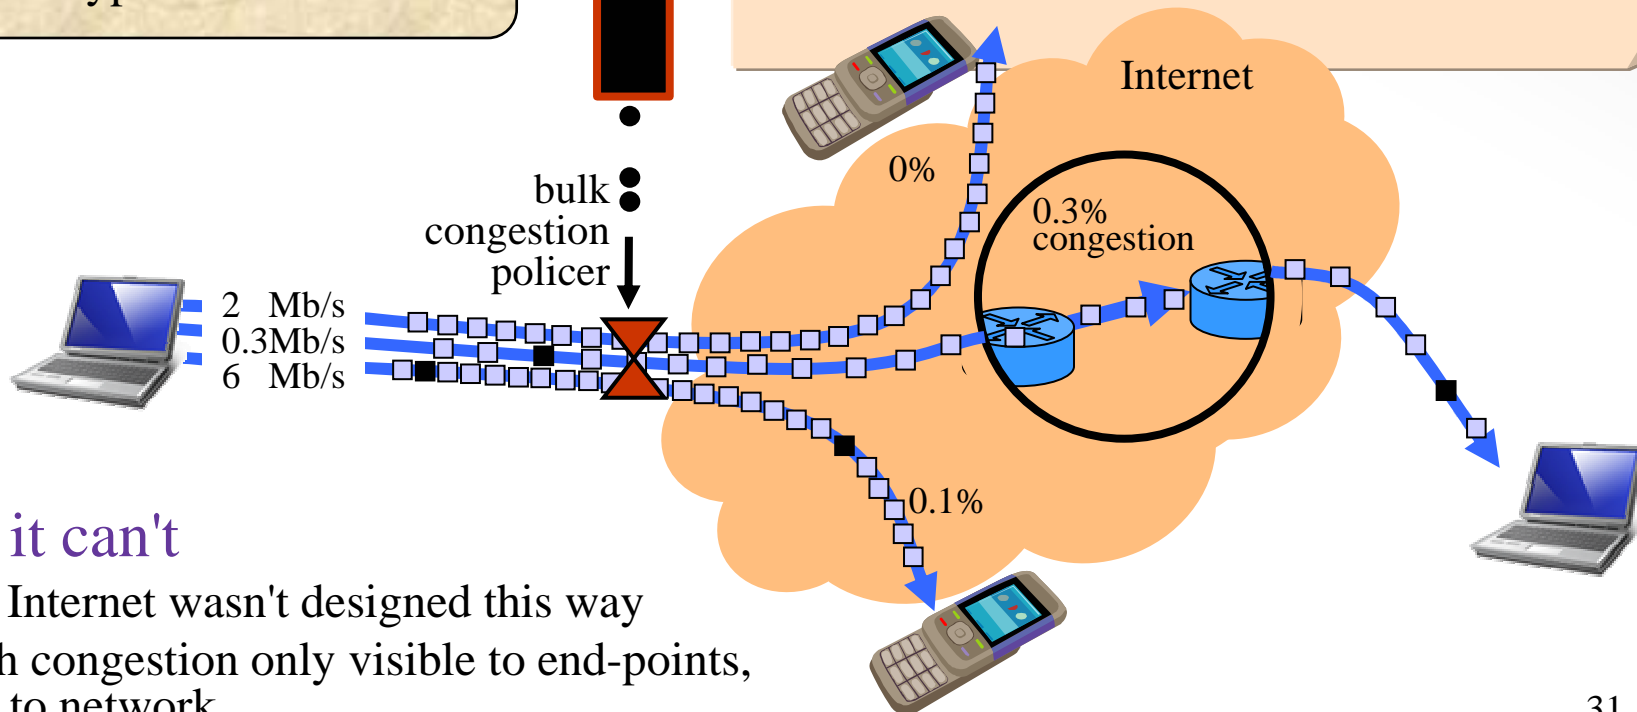 Internet
0%
bulk
congestion
policer
0.3%
congestion
2 Mb/s
0.3Mb/s
6 Mb/s
0.1%
it can't
Internet wasn't designed this way
congestion only visible to end-points,
to network
31